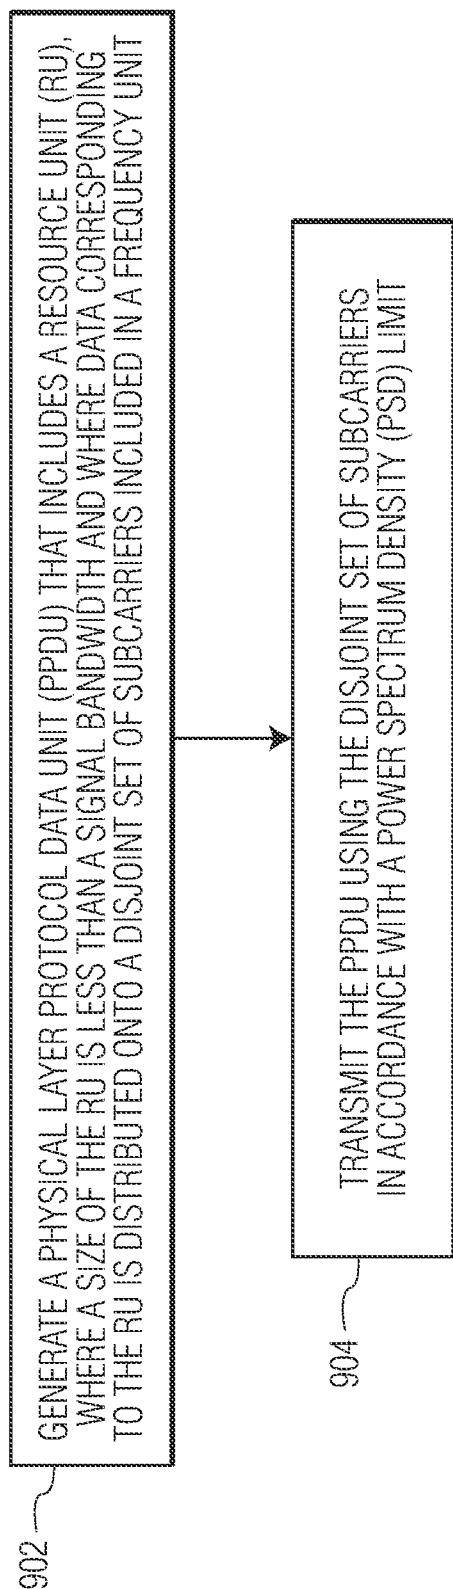 902
GENERATE A PHYSICAL LAYER PROTOCOL DATA UNIT (PPDU) THAT INCLUDES A RESOURCE UNIT (RU),
WHERE A SIZE OF THE RU IS LESS THAN A SIGNAL BANDWIDTH AND WHERE DATA CORRESPONDING
TO THE RU IS DISTRIBUTED ONTO A DISJOINT SET OF SUBCARRIERS INCLUDED IN A FREQUENCY UNIT
904
TRANSMIT THE PPDU USING THE DISJOINT SET OF SUBCARRIERS
IN ACCORDANCE WITH A POWER SPECTRUM DENSITY (PSD) LIMIT